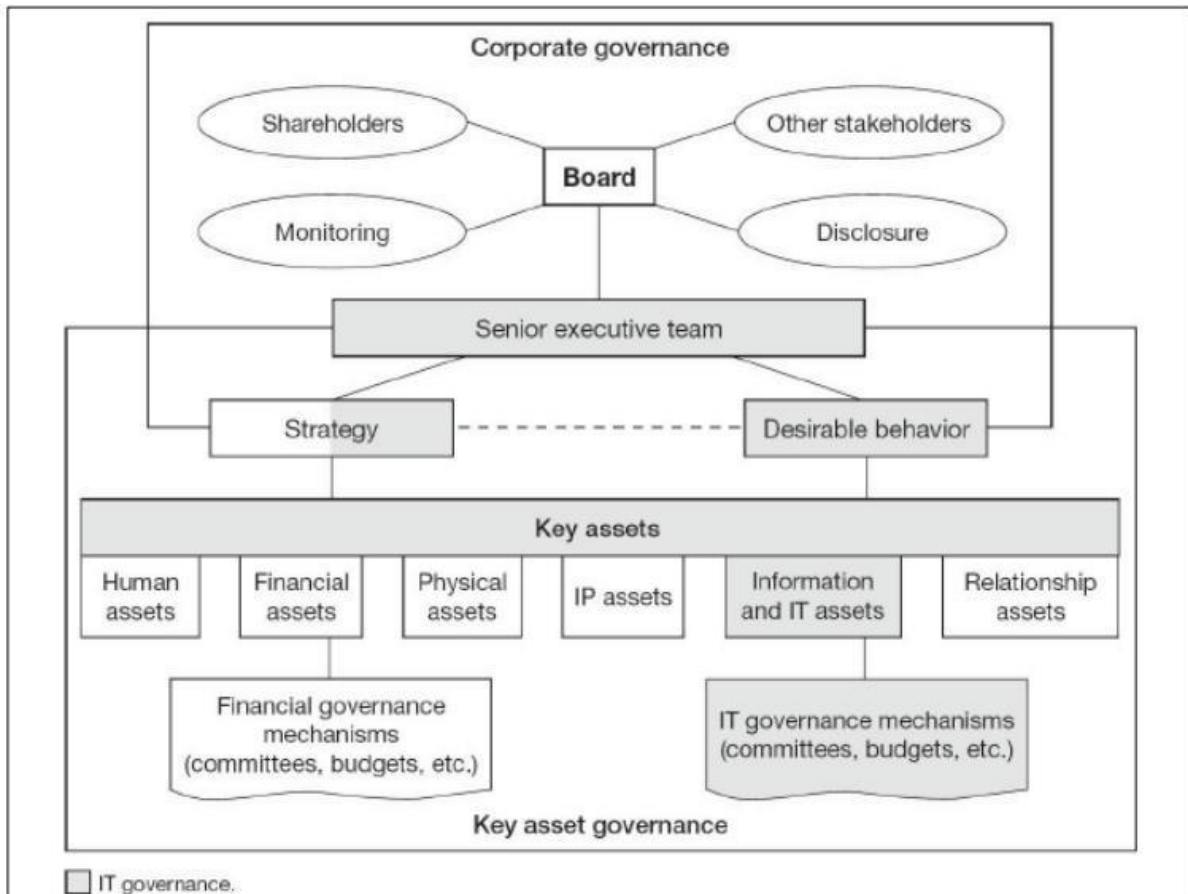 Corporate governance
Shareholders
Other stakeholders
Board
Monitoring
Disclosure
Senior executive team
Strategy
Desirable behavior
Key assets
Human
assets
Financial
assets
Physical
assets
IP assets
Information
and IT assets
Relationship
assets
Financial governance
mechanisms
(committees, budgets, etc.)
IT governance mechanisms
(committees, budgets, etc.)
Key asset governance
IT governance.